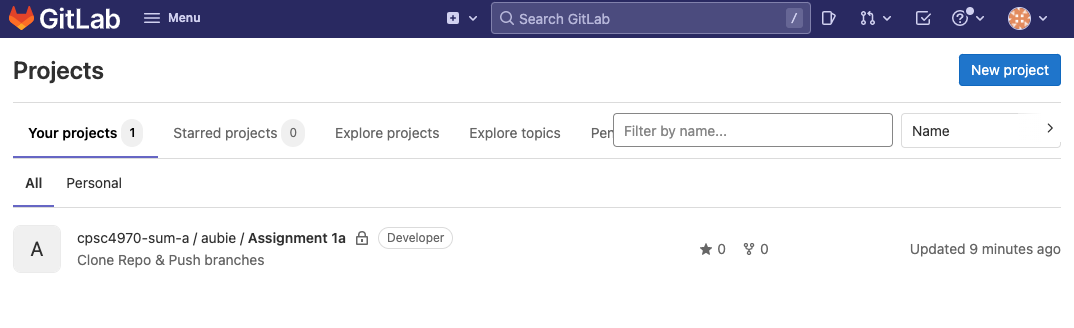 GitLab Menu Search GitLab /
Projects
New project
Your projects 1 Starred projects 0 Explore projects Explore topics Pen Filter by name... Name
All Personal
A
cpsc4970-sum-a / aubie / Assignment 1a Developer
Clone Repo & Push branches
0 0 Updated 9 minutes ago